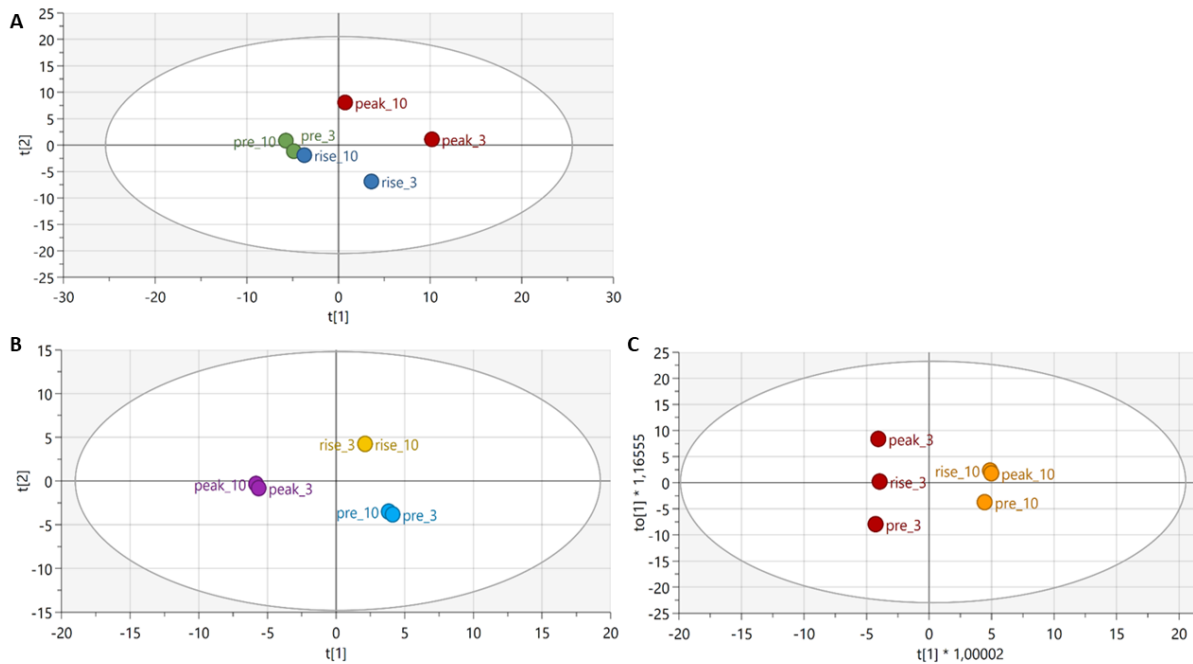 A
25
20
15
10
5
0
-5
-10
-15
-20
-25
t[2]
peak_10
peak_3
pre_10
pre_3
rise_10
rise_3
-30
-20
-10
0
10
20
30
t[1]
B
15
10
5
0
-5
-10
-15
t[2]
rise_3
rise_10
peak_10
peak_3
pre_10
pre_3
-20
-15
-10
-5
0
5
10
15
20
t[1]
C
25
20
15
10
5
0
-5
-10
-15
-20
-25
to[1] * 1,16555
peak_3
rise_10
peak_10
rise_3
pre_10
pre_3
-20
-15
-10
-5
0
5
10
15
20
t[1] * 1,00002